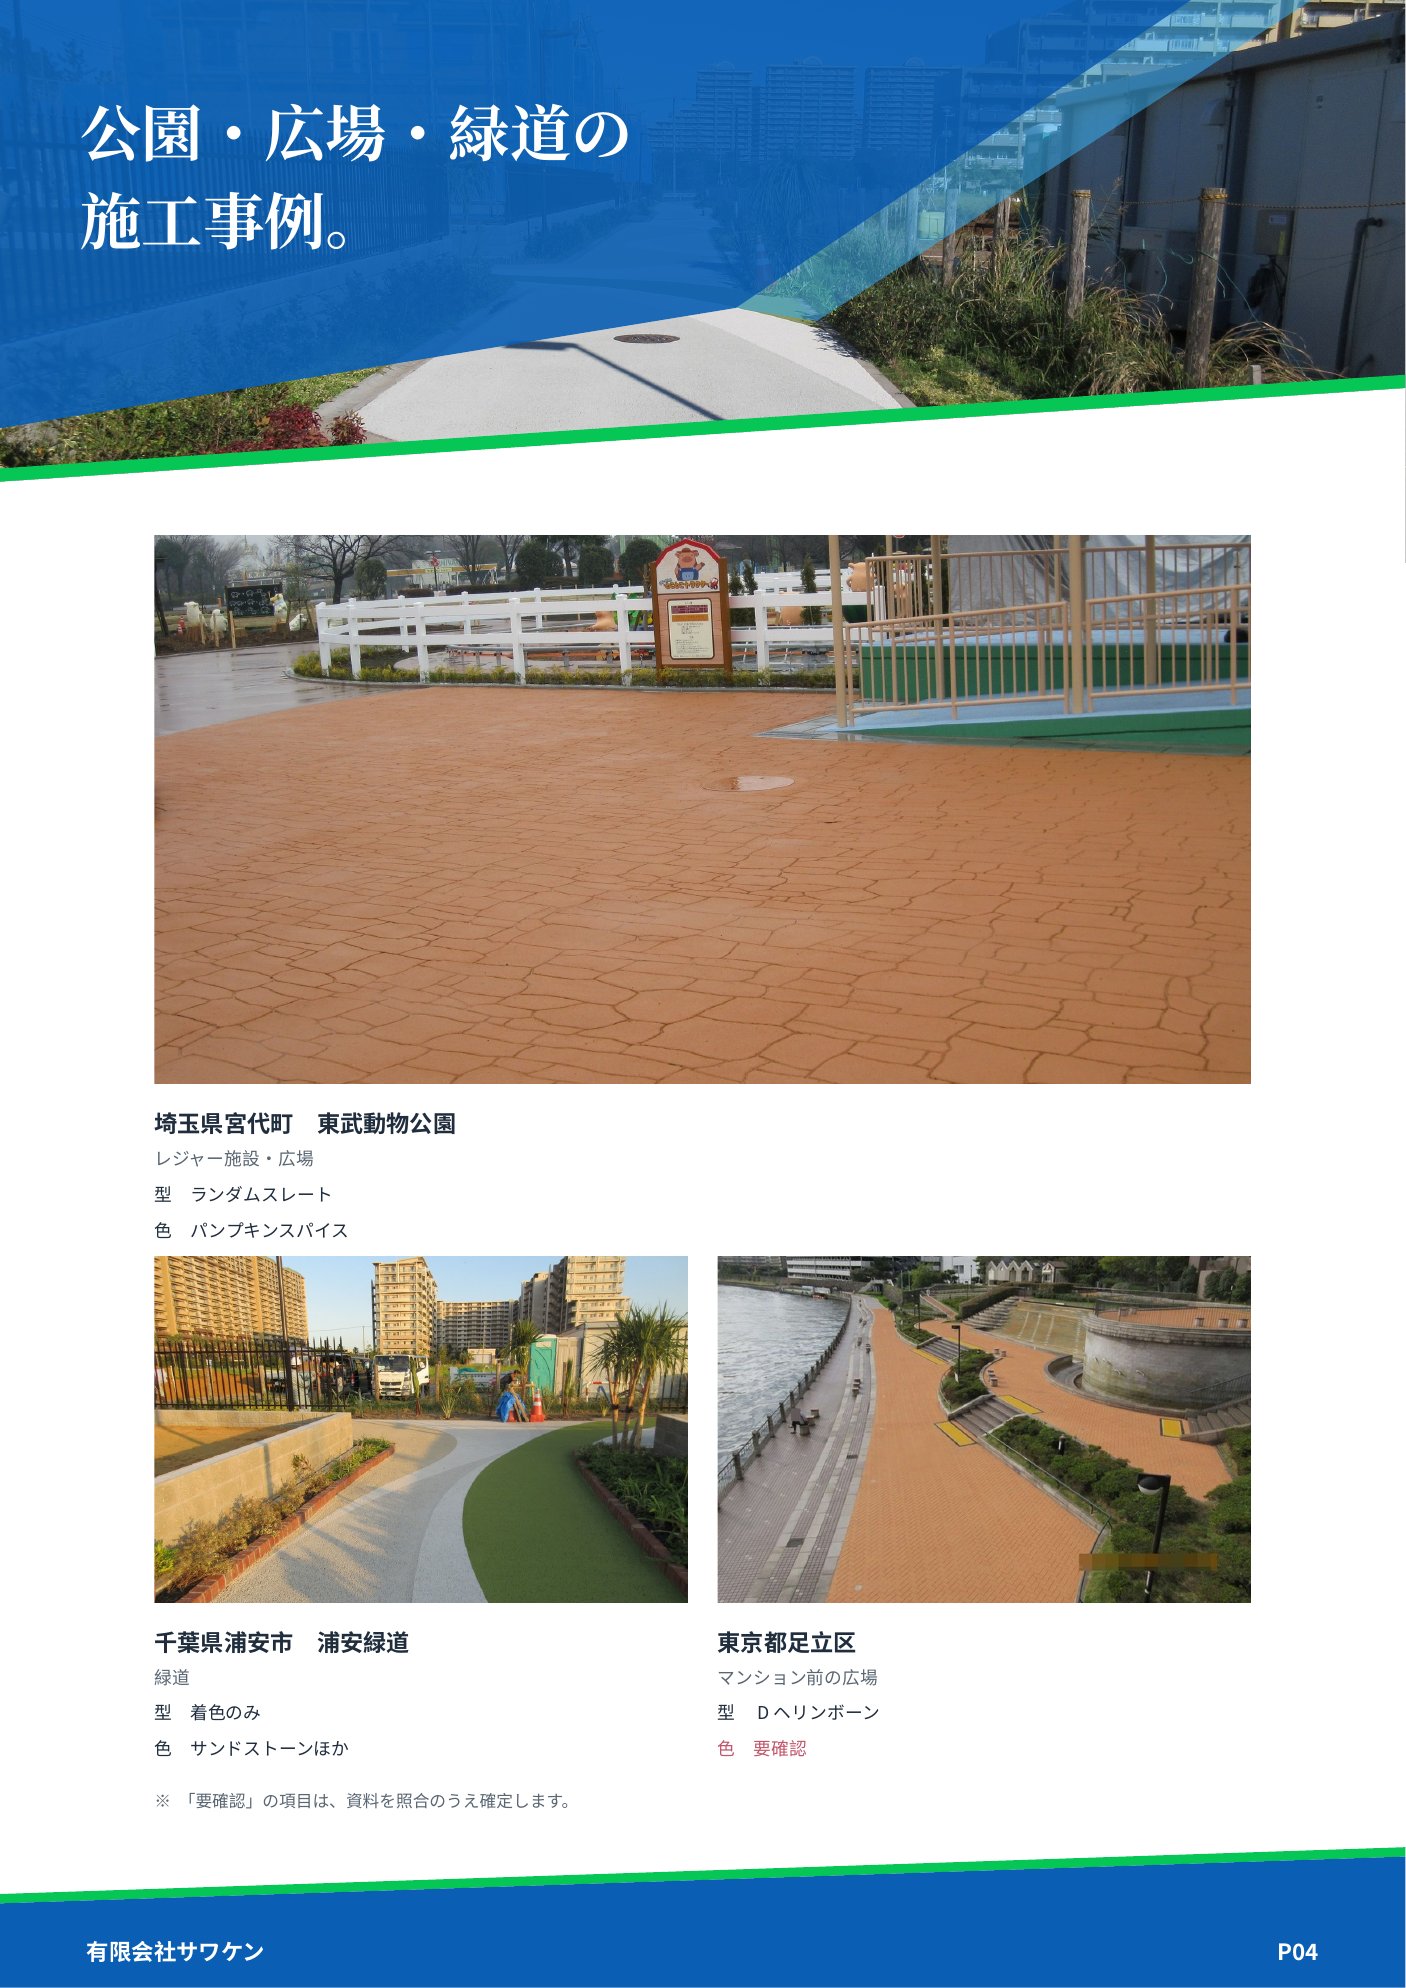 公園・広場・緑道の
施工事例。
埼玉県宮代町　東武動物公園
レジャー施設・広場
型　ランダムスレート
色　パンプキンスパイス
千葉県浦安市　浦安緑道
緑道
型　着色のみ
色　サンドストーンほか
東京都足立区
マンション前の広場
型　Dヘリンボーン
色　要確認
※　「要確認」の項目は、資料を照合のうえ確定します。
有限会社サワケン
P04